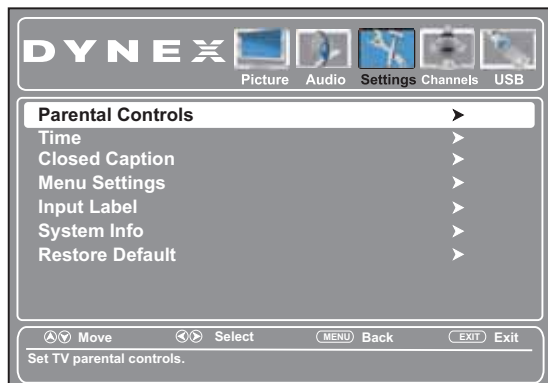 DYNEX
Picture Audio Settings Channels USB
Parental Controls
Time
Closed Caption
Menu Settings
Input Label
System Info
Restore Default
Move Select MENU Back EXIT Exit
Set TV parental controls.